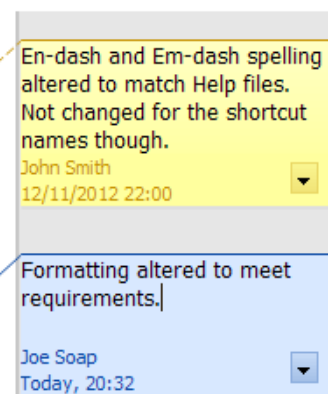 En-dash and Em-dash spelling
altered to match Help files.
Not changed for the shortcut
names though.
John Smith
12/11/2012 22:00
Formatting altered to meet
requirements.
Joe Soap
Today, 20:32